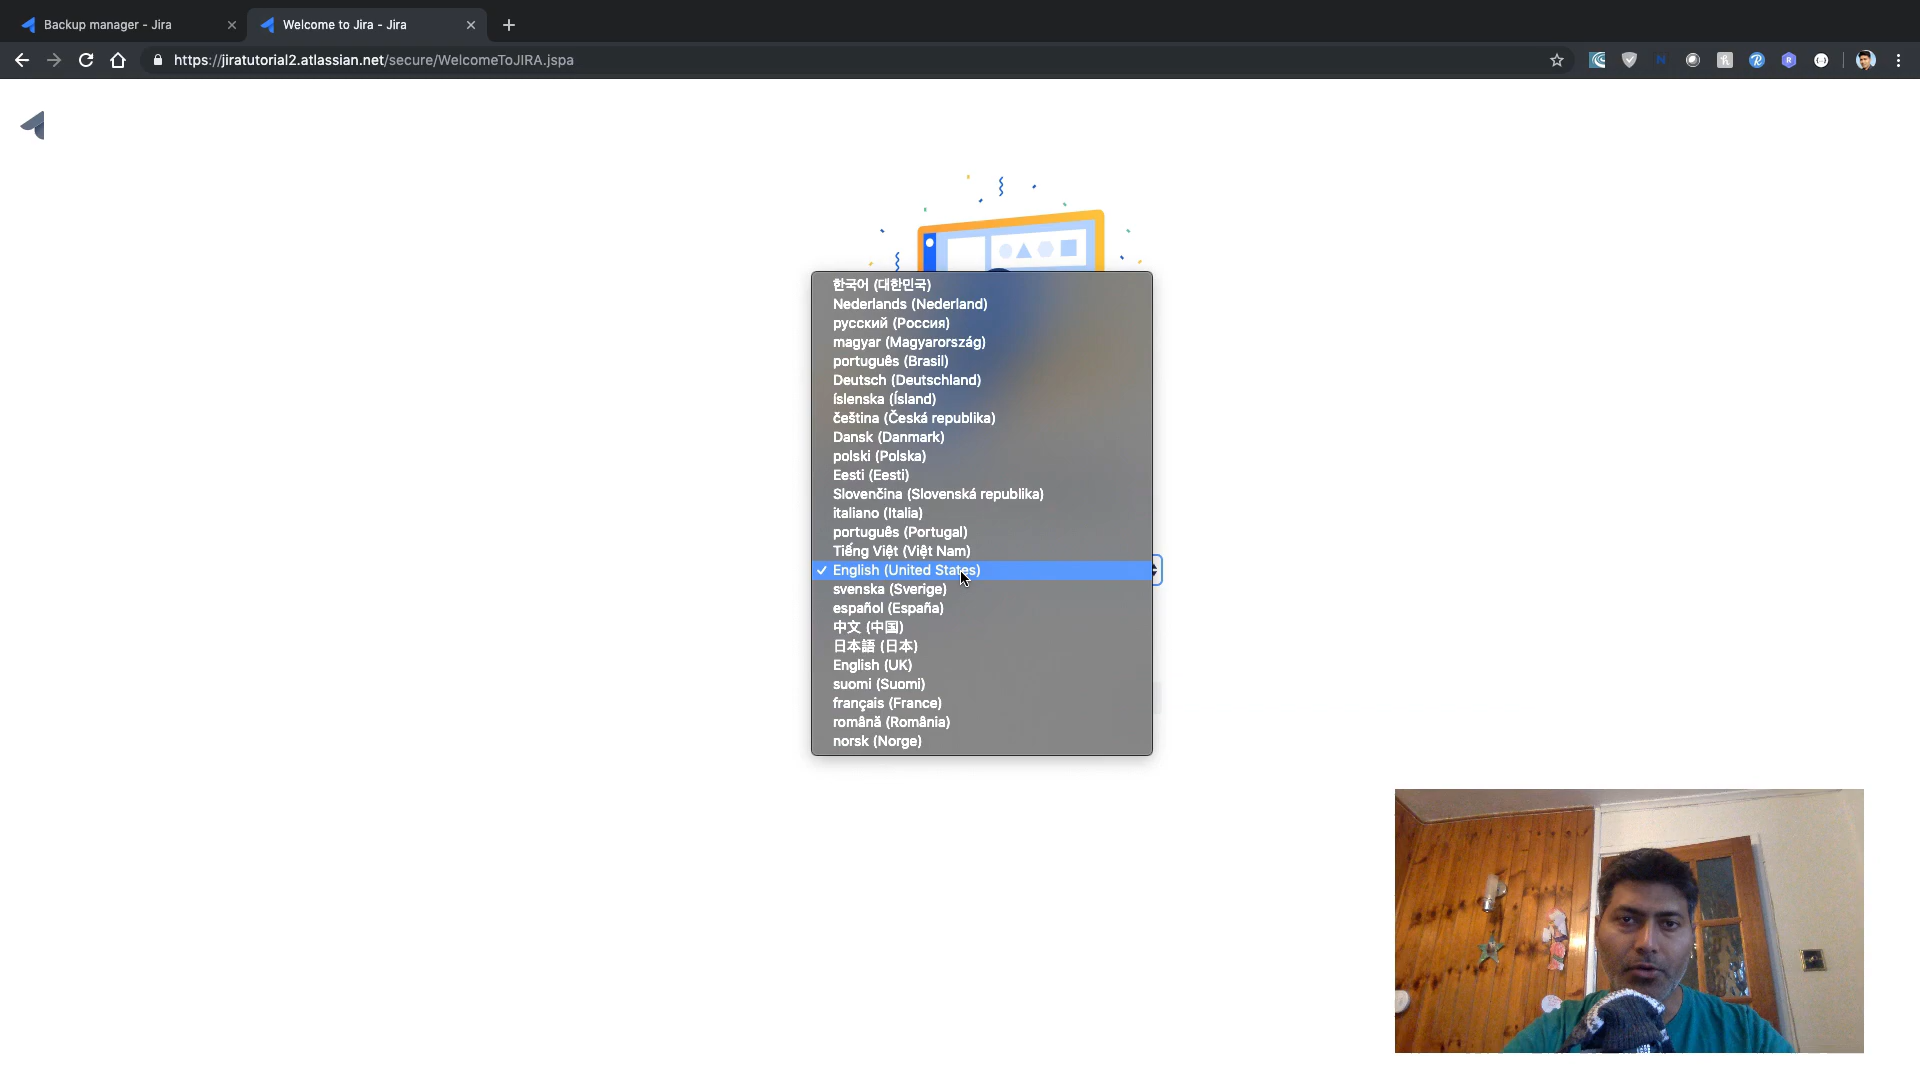 Backup manager - Jira
Welcome to Jira - Jira
https://jiratutorial2.atlassian.net/secure/WelcomeToJIRA.jspa
한국어 (대한민국)
Nederlands (Nederland)
русский (Россия)
magyar (Magyarország)
português (Brasil)
Deutsch (Deutschland)
íslenska (Ísland)
čeština (Česká republika)
Dansk (Danmark)
polski (Polska)
Eesti (Eesti)
Slovenčina (Slovenská republika)
italiano (Italia)
português (Portugal)
Tiếng Việt (Việt Nam)
English (United States)
svenska (Sverige)
español (España)
中文 (中国)
日本語 (日本)
English (UK)
suomi (Suomi)
français (France)
română (România)
norsk (Norge)